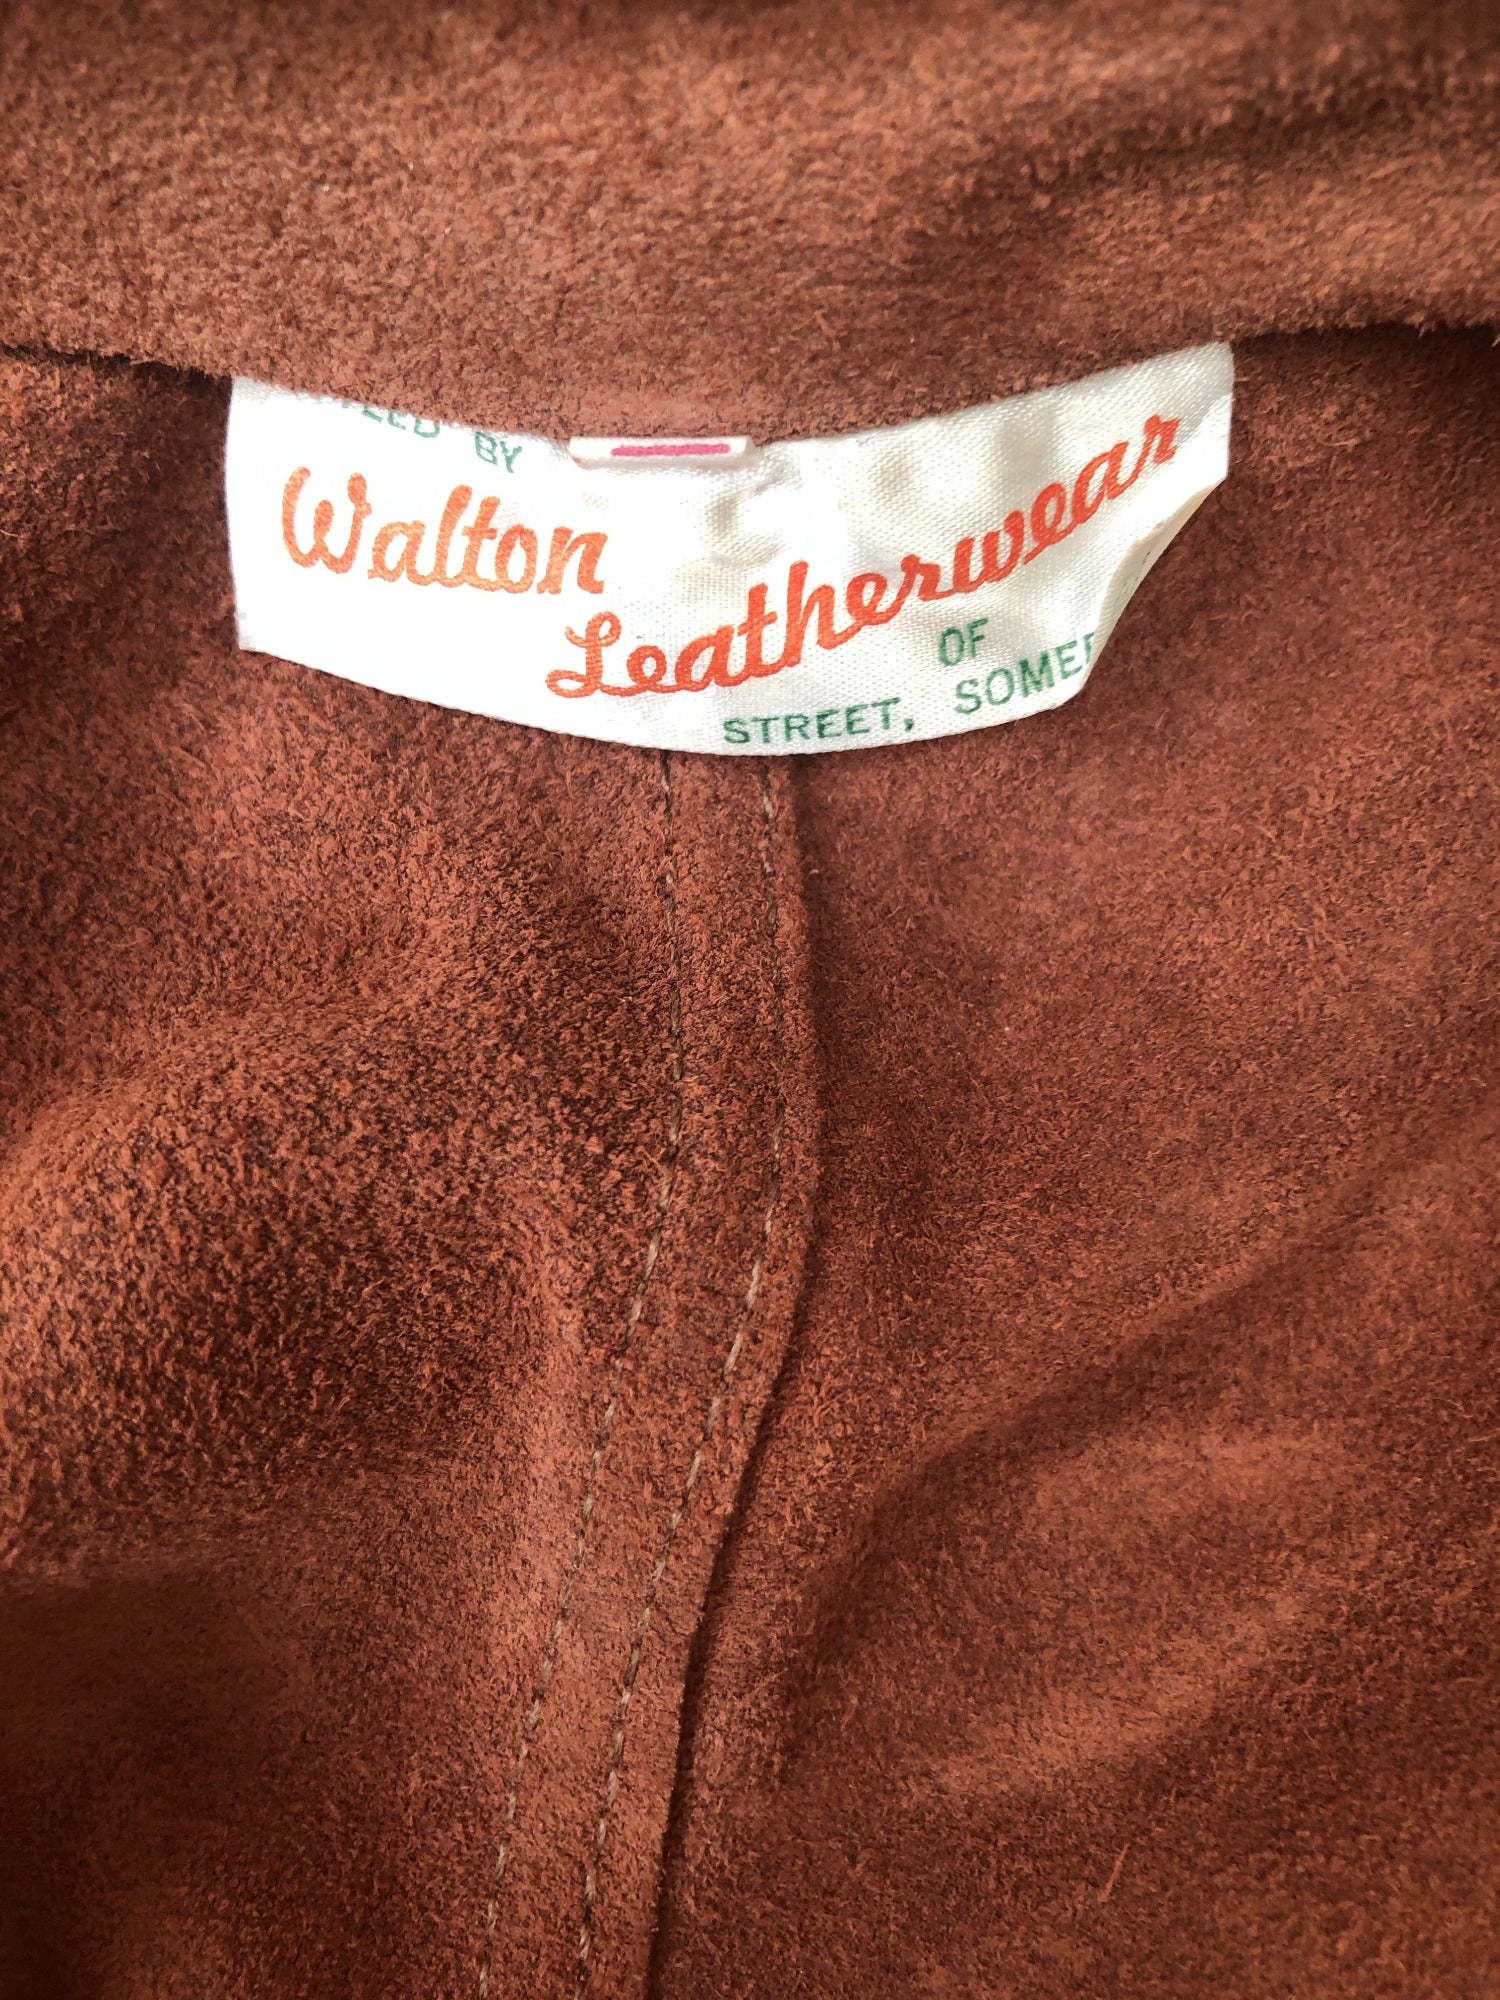 BY
Walton
Leatherwear
OF
STREET,